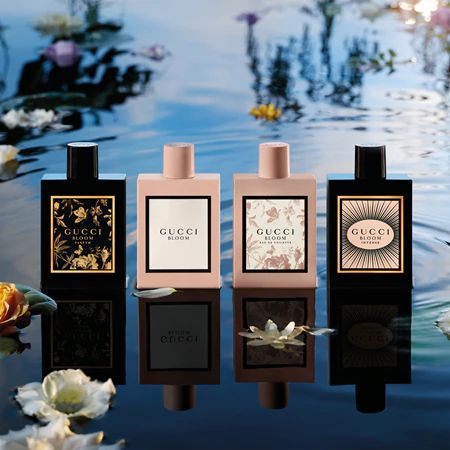 GUCCI
BLOOM
PARFUM
GUCCI
BLOOM
GUCCI
BLOOM
EAU DE TOILETTE
GUCCI
BLOOM
INTENSE